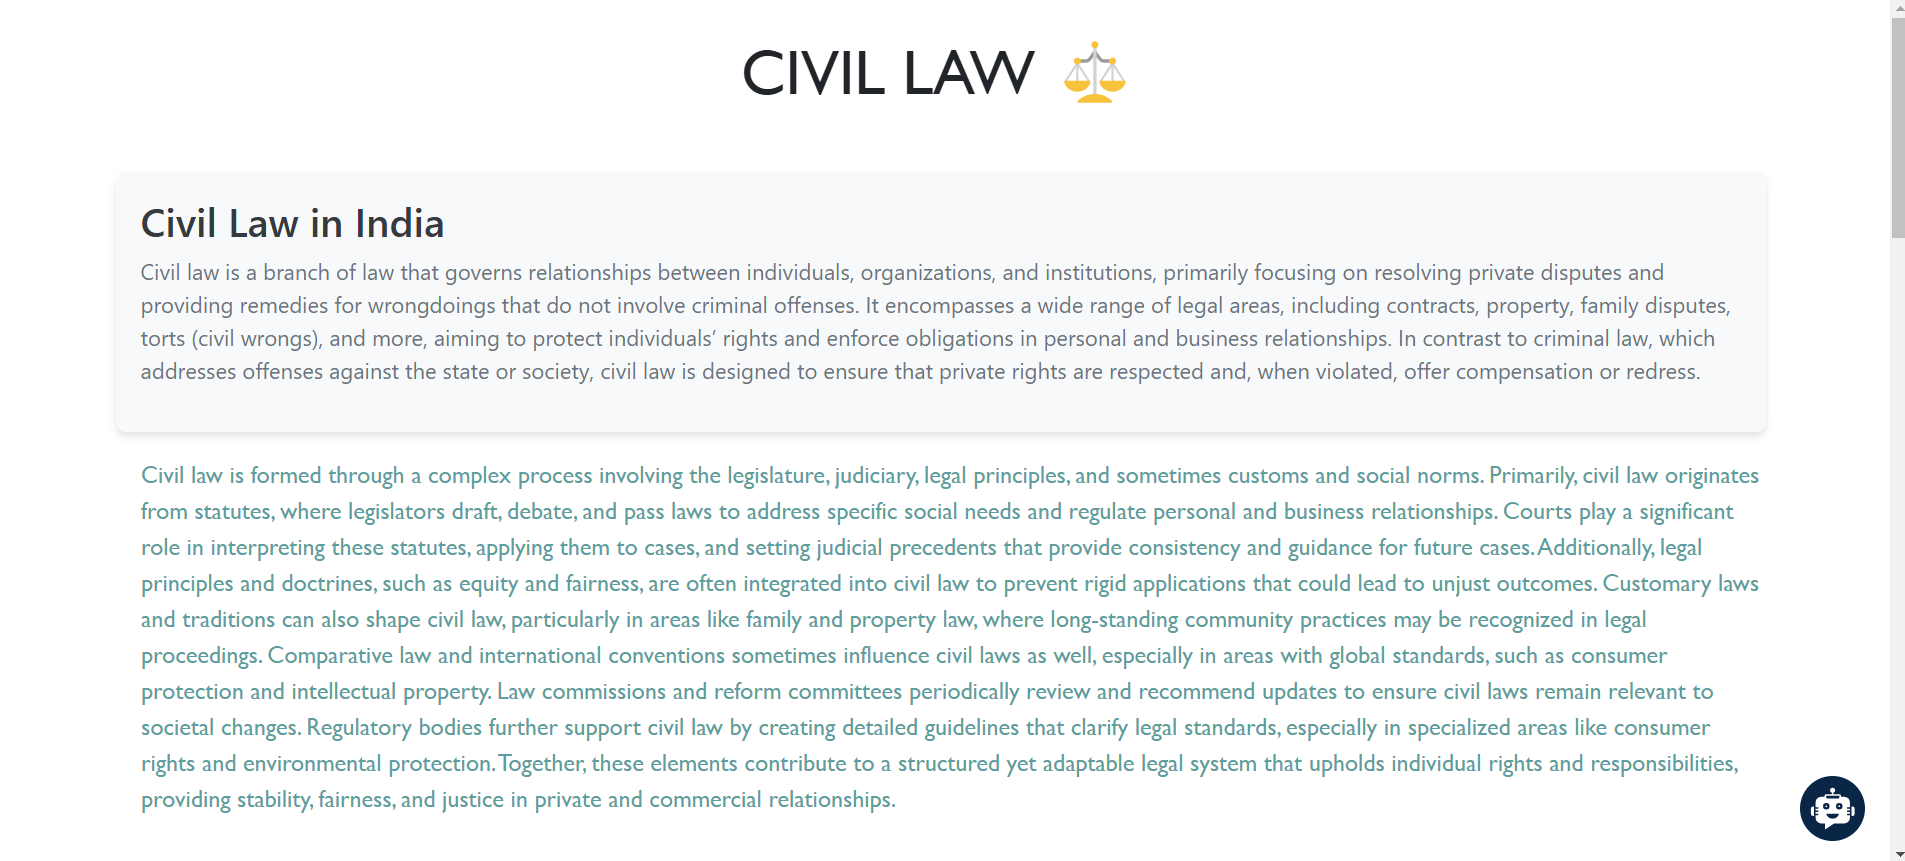 CIVIL LAW
Civil Law in India
Civil law is a branch of law that governs relationships between individuals, organizations, and institutions, primarily focusing on resolving private disputes and
providing remedies for wrongdoings that do not involve criminal offenses. It encompasses a wide range of legal areas, including contracts, property, family disputes,
torts (civil wrongs), and more, aiming to protect individuals’ rights and enforce obligations in personal and business relationships. In contrast to criminal law, which
addresses offenses against the state or society, civil law is designed to ensure that private rights are respected and, when violated, offer compensation or redress.
Civil law is formed through a complex process involving the legislature, judiciary, legal principles, and sometimes customs and social norms. Primarily, civil law originates
from statutes, where legislators draft, debate, and pass laws to address specific social needs and regulate personal and business relationships. Courts play a significant
role in interpreting these statutes, applying them to cases, and setting judicial precedents that provide consistency and guidance for future cases. Additionally, legal
principles and doctrines, such as equity and fairness, are often integrated into civil law to prevent rigid applications that could lead to unjust outcomes. Customary laws
and traditions can also shape civil law, particularly in areas like family and property law, where long-standing community practices may be recognized in legal
proceedings. Comparative law and international conventions sometimes influence civil laws as well, especially in areas with global standards, such as consumer
protection and intellectual property. Law commissions and reform committees periodically review and recommend updates to ensure civil laws remain relevant to
societal changes. Regulatory bodies further support civil law by creating detailed guidelines that clarify legal standards, especially in specialized areas like consumer
rights and environmental protection. Together, these elements contribute to a structured yet adaptable legal system that upholds individual rights and responsibilities,
providing stability, fairness, and justice in private and commercial relationships.